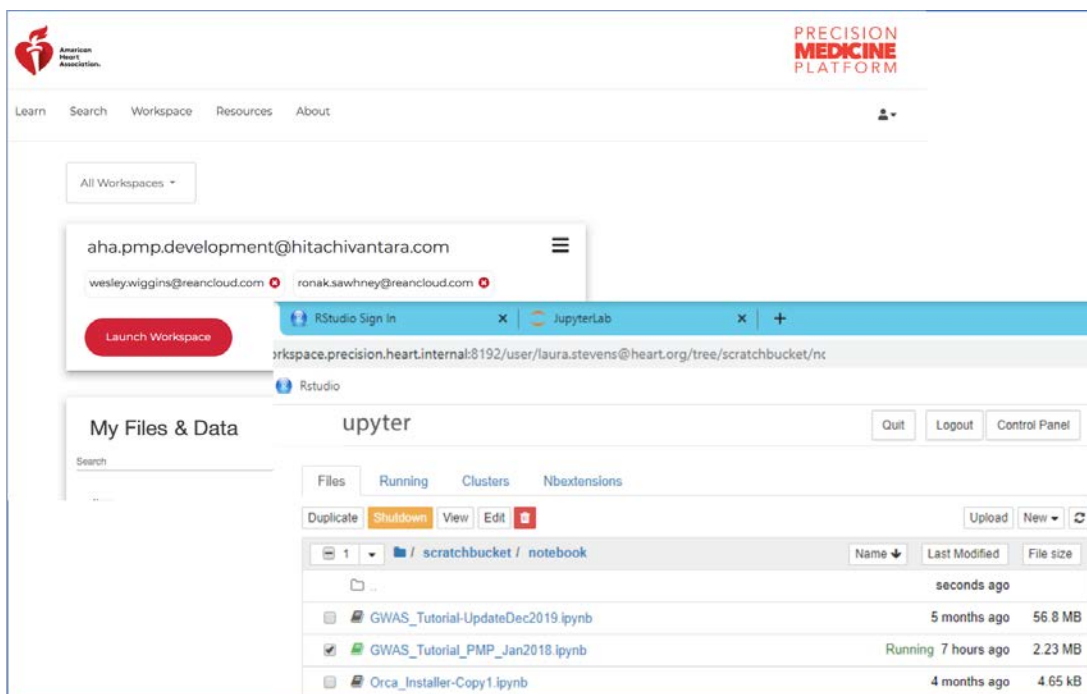 American
Heart
Association.
PRECISION
MEDICINE
PLATFORM
Learn Search Workspace Resources About
All Workspaces
aha.pmp.development@hitachivantara.com
wesley.wiggins@reancloud.com ronak.sawhney@reancloud.com
Launch Workspace
My Files & Data
Search
RStudio Sign In JupyterLab
orkspace.precision.heart.internal:8192/user/laura.stevens@heart.org/tree/scratchbucket/nc
Rstudio
upyter Quit Logout Control Panel
Files Running Clusters Nbextensions
Duplicate Shutdown View Edit Upload New
1 / scratchbucket / notebook Name Last Modified File size
.. seconds ago
GWAS_Tutorial-UpdateDec2019.ipynb 5 months ago 56.8 MB
GWAS_Tutorial_PMP_Jan2018.ipynb Running 7 hours ago 2.23 MB
Orca_Installer-Copy1.ipynb 4 months ago 4.65 kB